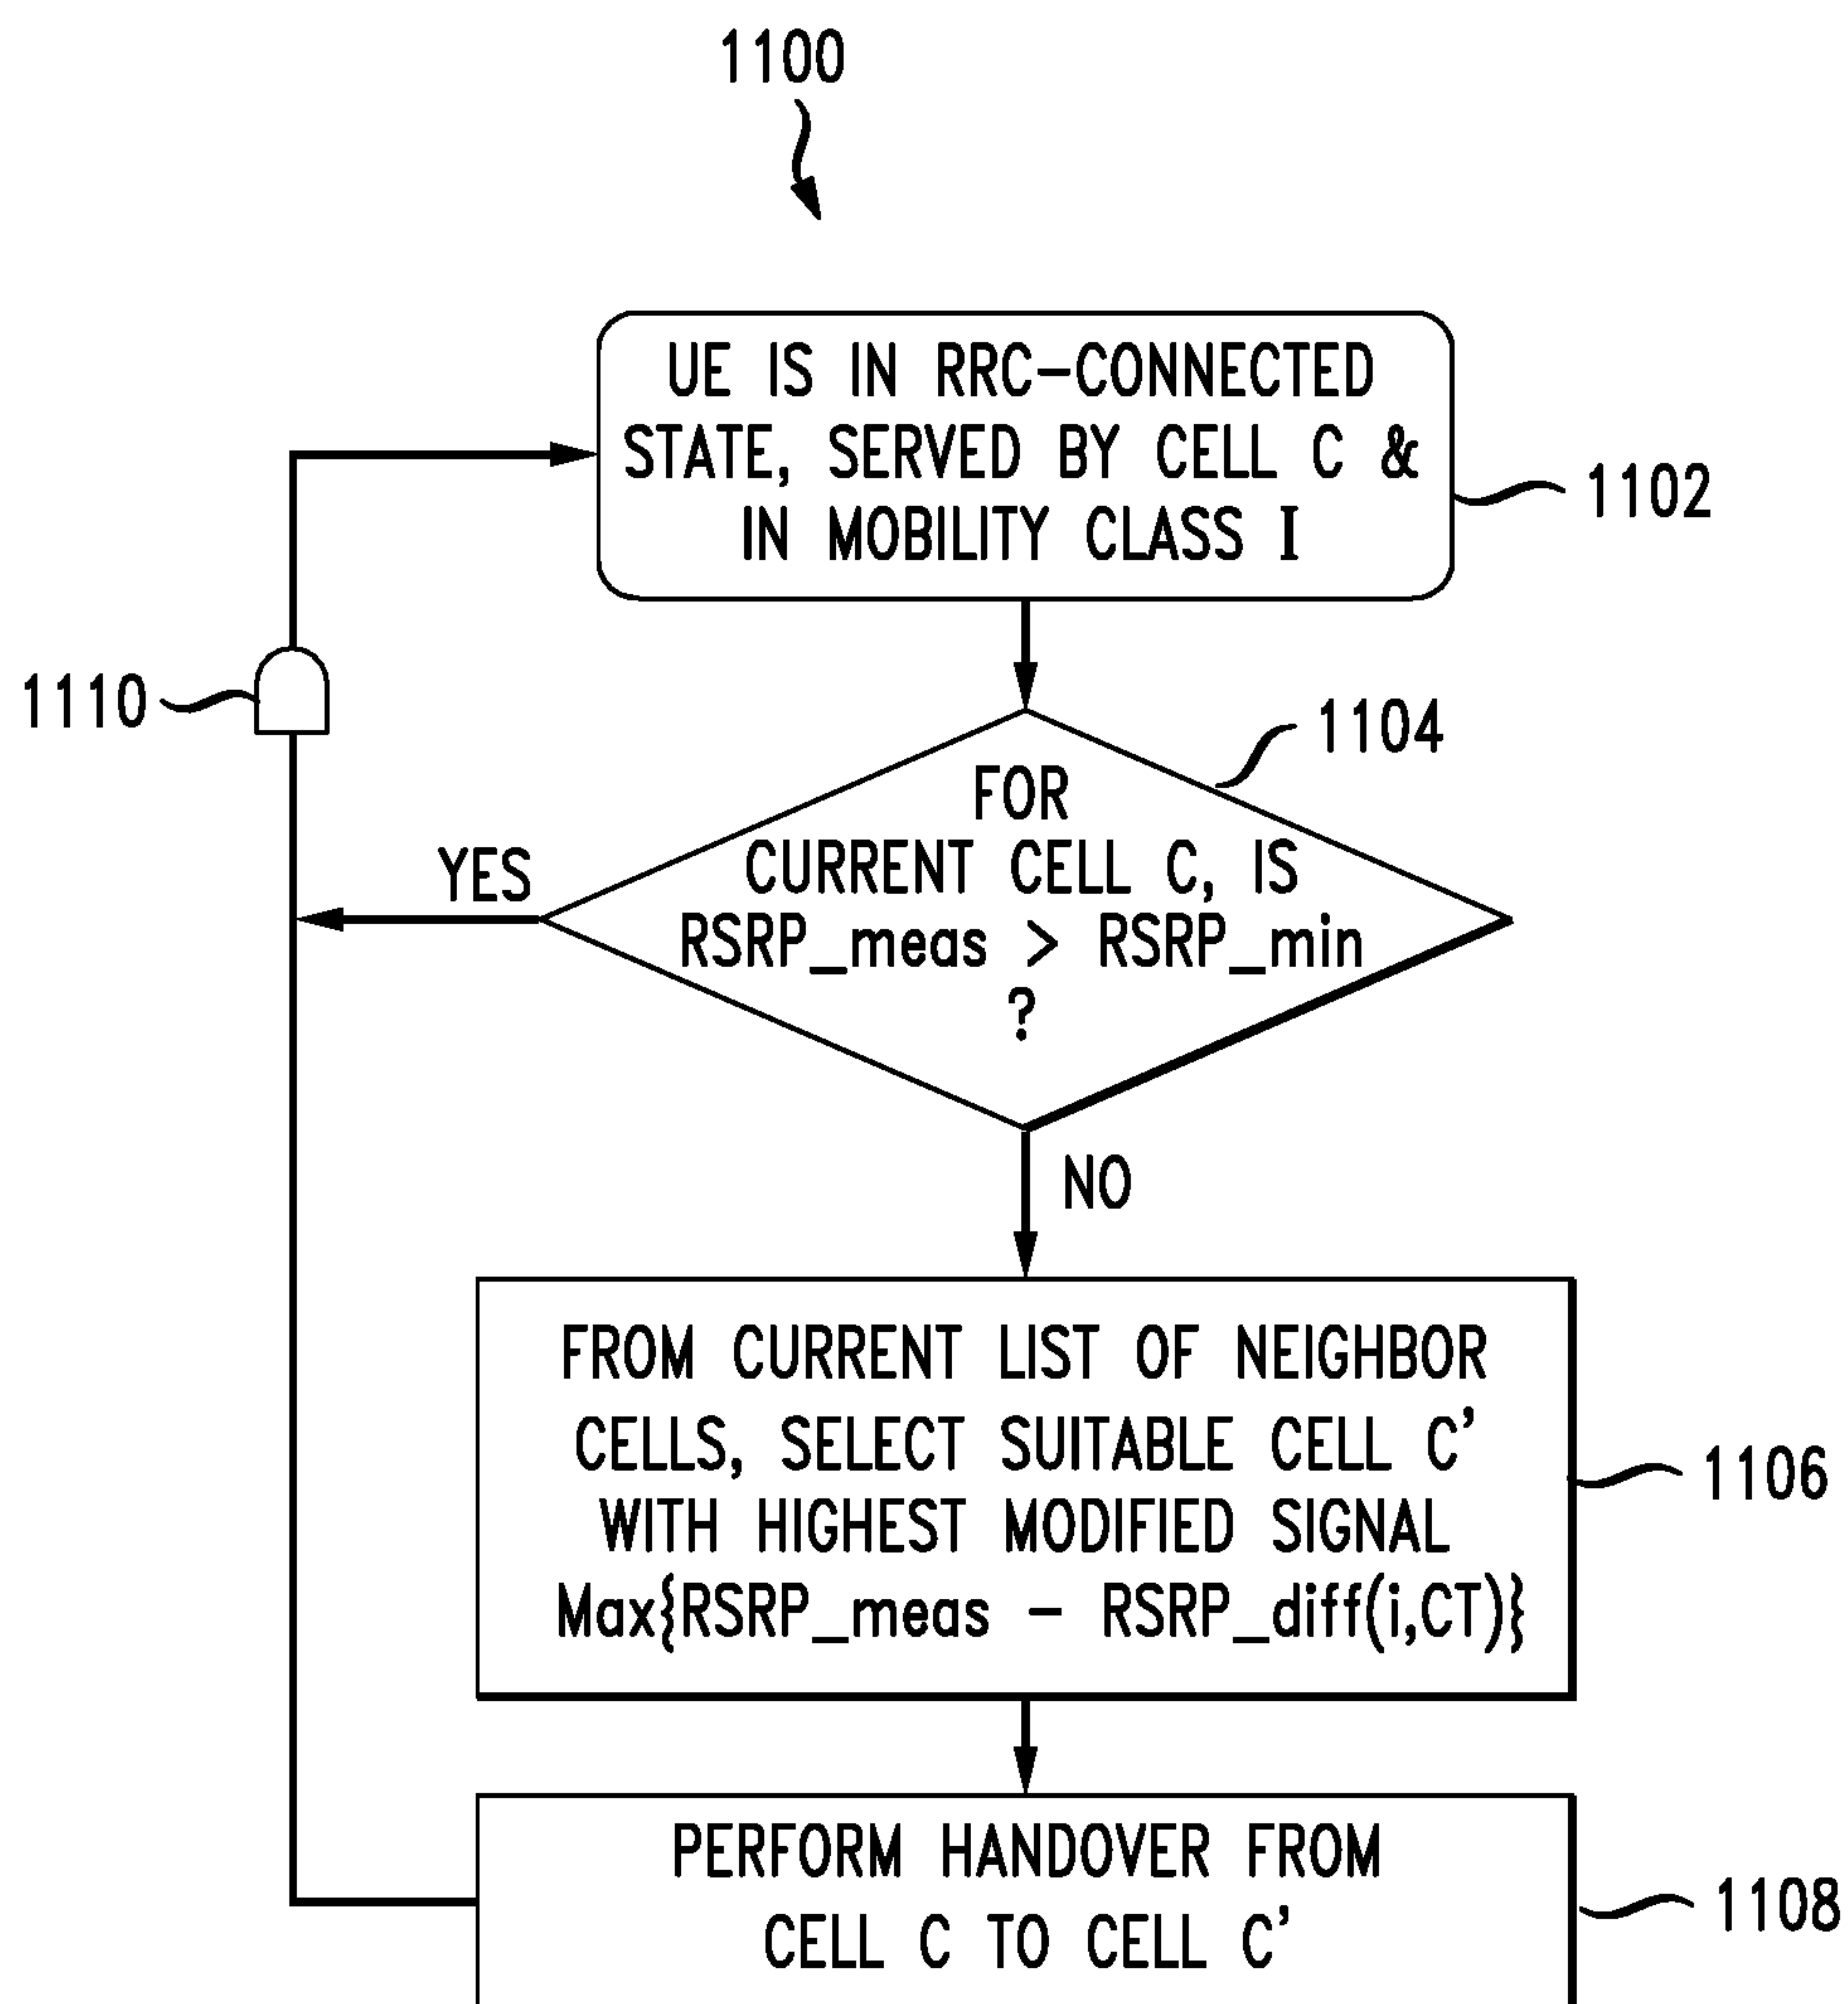 1100
UE IS IN RRC-CONNECTED
STATE, SERVED BY CELL C &
IN MOBILITY CLASS I
1102
1110
1104
FOR
CURRENT CELL C, IS
RSRP_meas > RSRP_min
?
YES
NO
FROM CURRENT LIST OF NEIGHBOR
CELLS, SELECT SUITABLE CELL C'
WITH HIGHEST MODIFIED SIGNAL
Max{RSRP_meas - RSRP_diff(i,CT)}
1106
PERFORM HANDOVER FROM
CELL C TO CELL C'
1108